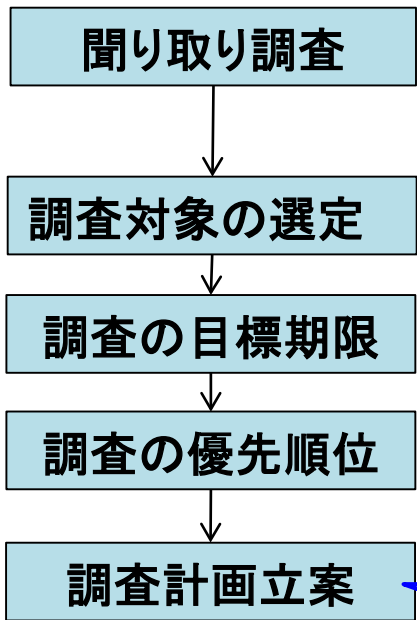 聞り取り調査
調査対象の選定
調査の目標期限
調査の優先順位
調査計画立案